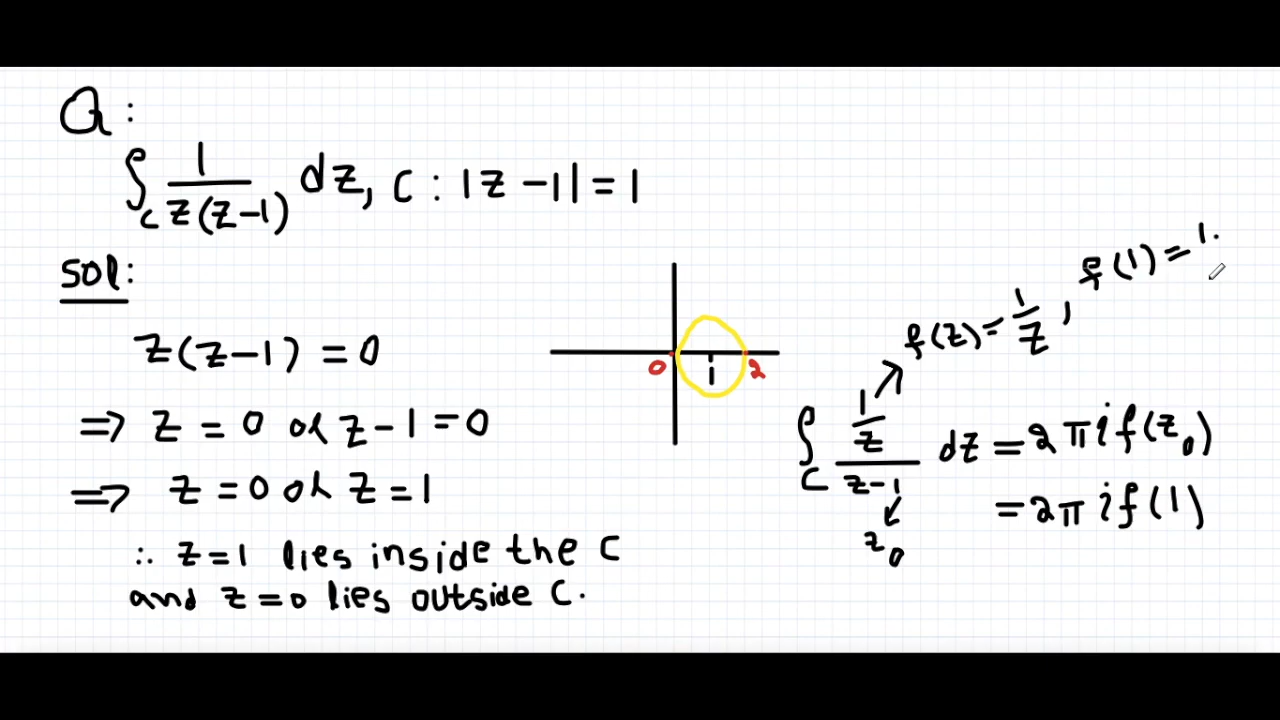 Q:
∮_C 1/(z(z-1)) dz, C: |z-1|=1
Sol:
z(z-1)=0
⇒ z=0 or z-1=0
⇒ z=0 or z=1
∴ z=1 lies inside the C
and z=0 lies outside C.
0 1 2
f(z)=1/z, f(1)=1.
∮_C (1/z)/(z-1) dz = 2πi f(z₀)
z₀
=2πi f(1)